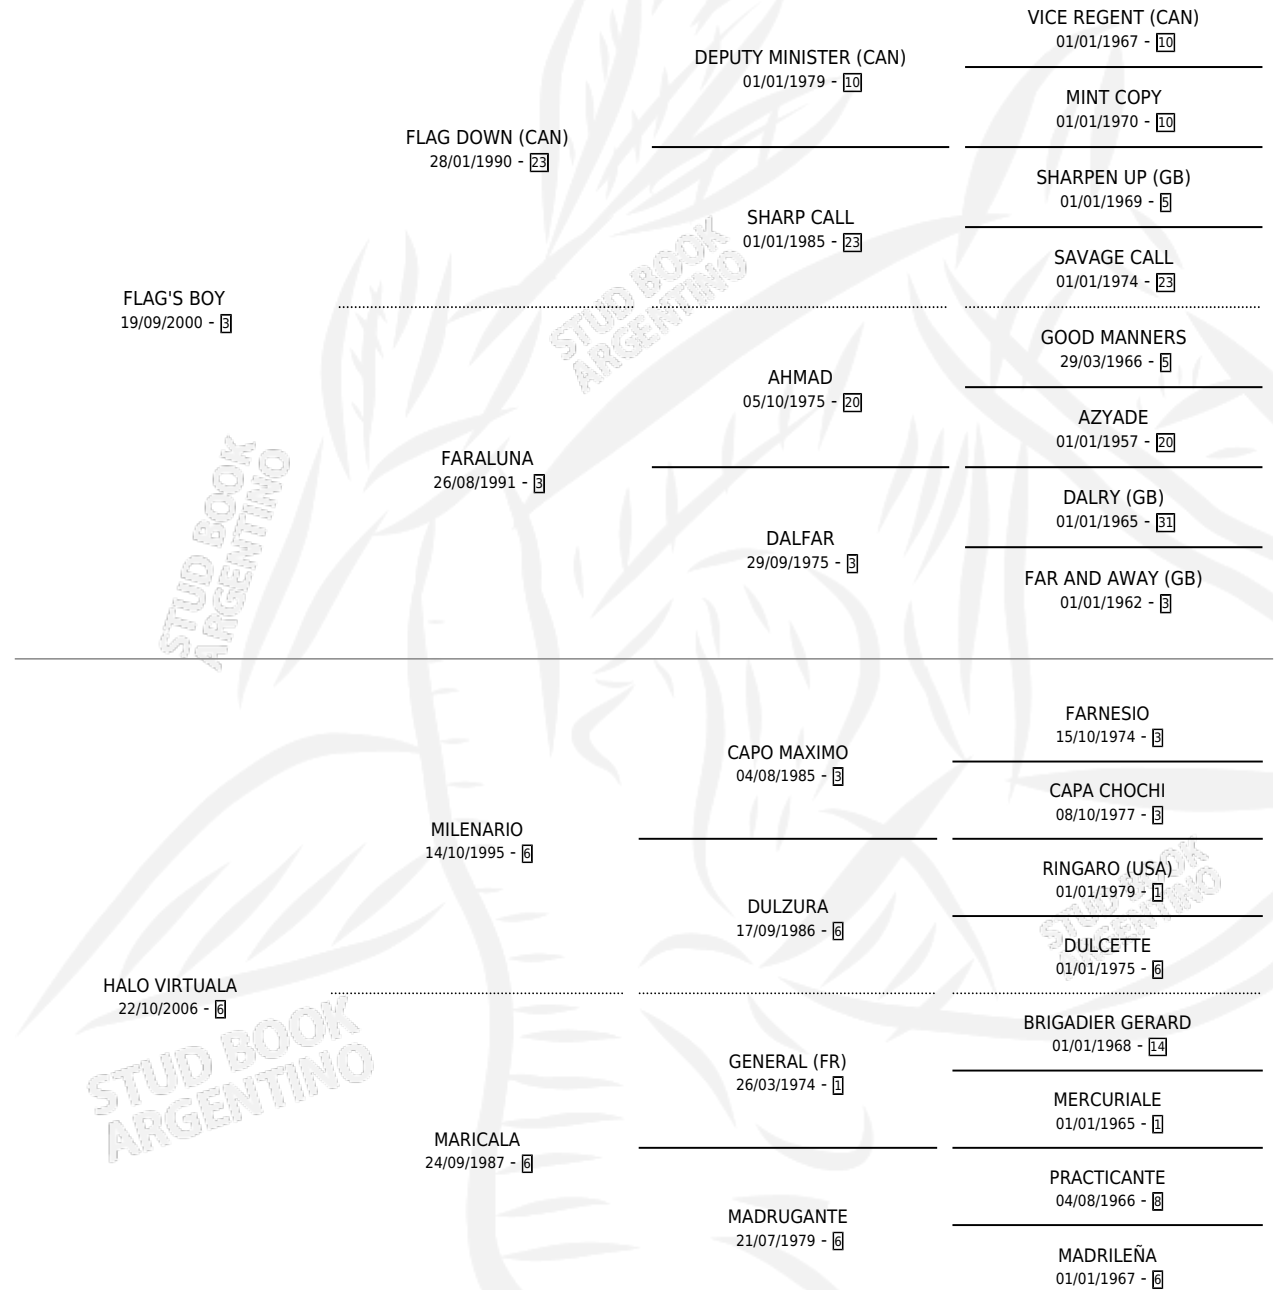 VICE REGENT (CAN)
01/01/1967 - 10
DEPUTY MINISTER (CAN)
01/01/1979 - 10
MINT COPY
01/01/1970 - 10
FLAG DOWN (CAN)
28/01/1990 - 23
SHARPEN UP (GB)
01/01/1969 - 5
SHARP CALL
01/01/1985 - 23
SAVAGE CALL
01/01/1974 - 23
FLAG'S BOY
19/09/2000 - 3
GOOD MANNERS
29/03/1966 - 5
AHMAD
05/10/1975 - 20
AZYADE
01/01/1957 - 20
FARALUNA
26/08/1991 - 3
DALRY (GB)
01/01/1965 - 31
DALFAR
29/09/1975 - 3
FAR AND AWAY (GB)
01/01/1962 - 3
STUD BOOK
ARGENTINO
STUD BOOK
ARGENTINO
FARNESIO
15/10/1974 - 3
CAPO MAXIMO
04/08/1985 - 3
CAPA CHOCHI
08/10/1977 - 3
MILENARIO
14/10/1995 - 6
RINGARO (USA)
01/01/1979 - 1
DULZURA
17/09/1986 - 6
DULCETTE
01/01/1975 - 6
STUD BOOK
ARGENTINO
HALO VIRTUALA
22/10/2006 - 6
BRIGADIER GERARD
01/01/1968 - 14
GENERAL (FR)
26/03/1974 - 1
MERCURIALE
01/01/1965 - 1
MARICALA
24/09/1987 - 6
PRACTICANTE
04/08/1966 - 8
MADRUGANTE
21/07/1979 - 6
MADRILEÑA
01/01/1967 - 6
STUD BOOK
ARGENTINO